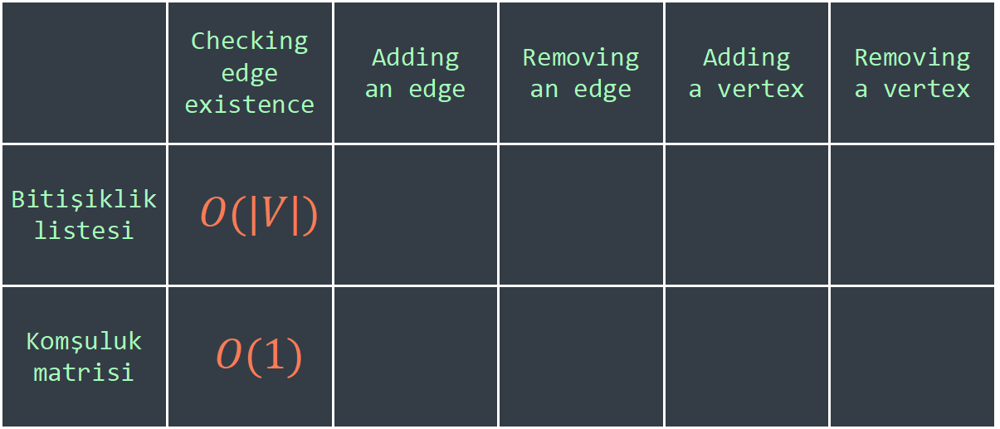 Checking
edge
existence
Adding
an edge
Removing
an edge
Adding
a vertex
Removing
a vertex
Bitişiklik
listesi
O(|V|)
Komşuluk
matrisi
O(1)